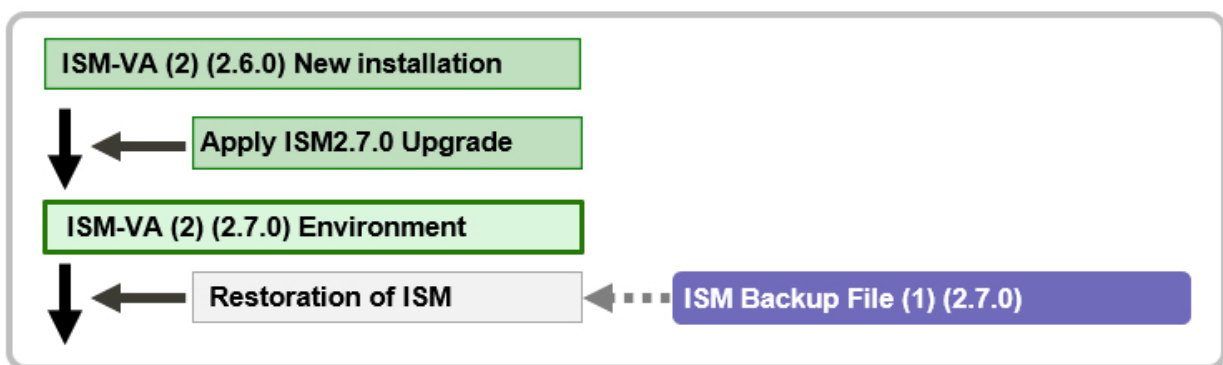 ISM-VA (2) (2.6.0) New installation
Apply ISM2.7.0 Upgrade
ISM-VA (2) (2.7.0) Environment
Restoration of ISM
ISM Backup File (1) (2.7.0)